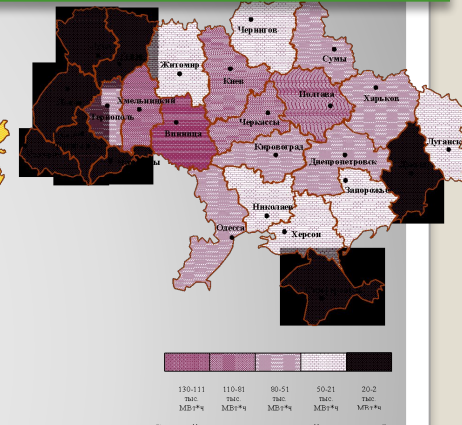 Чернигов
Сумы
Житомир
Киев
Харьков
Полтава
Хмельницкий
Тернополь
Черкассы
Винница
Луганск
Кировоград
Днепропетровск
Запорожье
Николаев
Одесса
Херсон
130-111 110-81 80-51 50-21 20-2
тыс. тыс. тыс. тыс. тыс.
МВт*ч МВт*ч МВт*ч МВт*ч МВт*ч